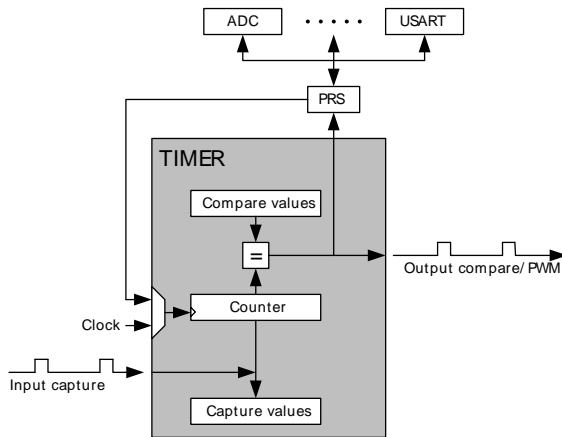 ADC
USART
PRS
TIMER
Compare values
=
Output compare/ PWM
Counter
Clock
Input capture
Capture values